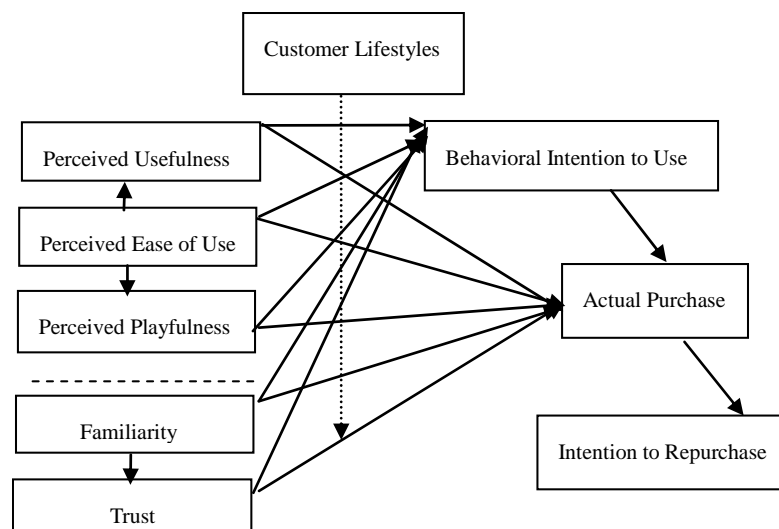 Customer Lifestyles
Perceived Usefulness
Behavioral Intention to Use
Perceived Ease of Use
Actual Purchase
Perceived Playfulness
Familiarity
Intention to Repurchase
Trust